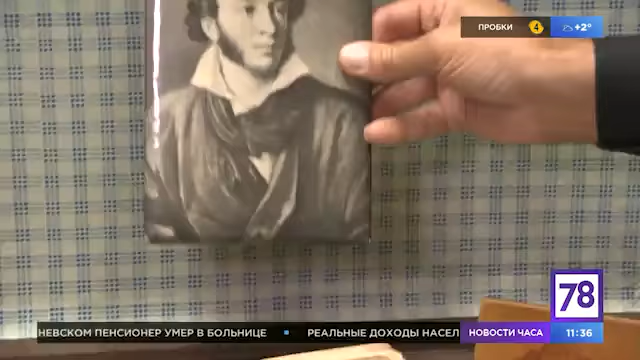 ПРОБКИ 4 +2°
78
НЕВСКОМ ПЕНСИОНЕР УМЕР В БОЛЬНИЦЕ ▪ РЕАЛЬНЫЕ ДОХОДЫ НАСЕЛ НОВОСТИ ЧАСА 11:36